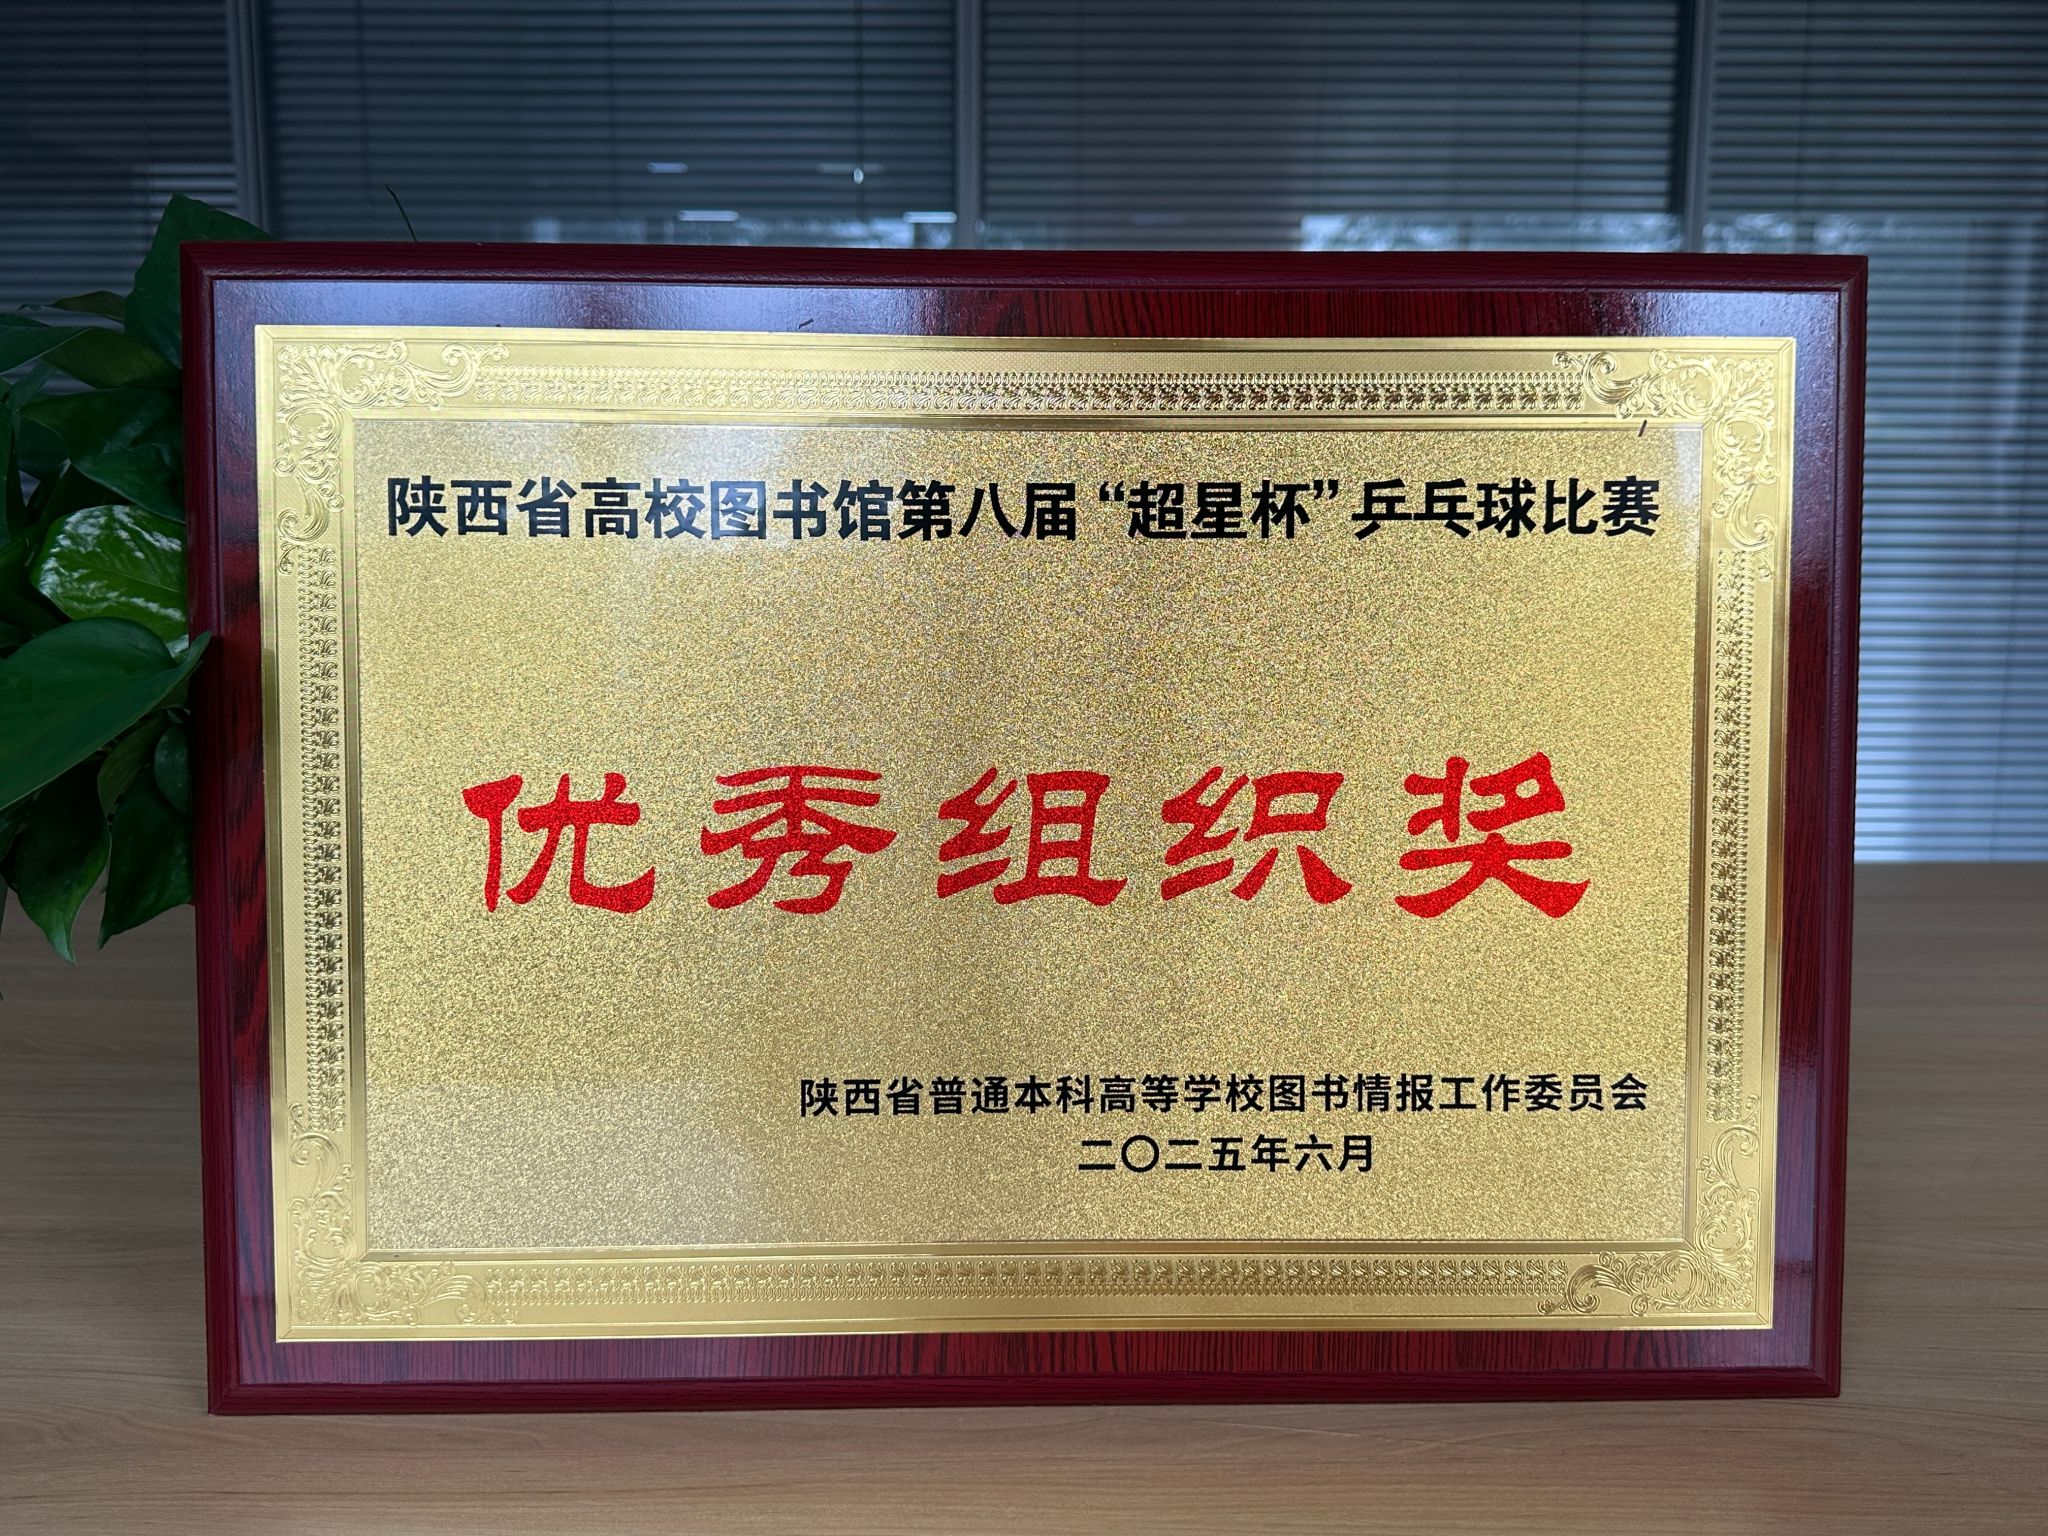 陕西省高校图书馆第八届“超星杯”乒乓球比赛
优秀组织奖
陕西省普通本科高等学校图书情报工作委员会
二〇二五年六月